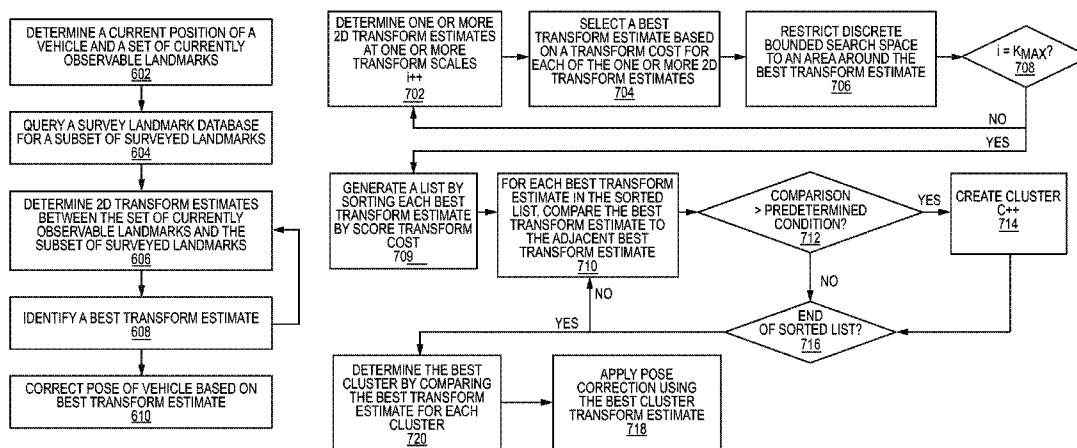 DETERMINE A CURRENT POSITION OF A
VEHICLE AND A SET OF CURRENTLY
OBSERVABLE LANDMARKS
602
QUERY A SURVEY LANDMARK DATABASE
FOR A SUBSET OF SURVEYED LANDMARKS
604
DETERMINE 2D TRANSFORM ESTIMATES
BETWEEN THE SET OF CURRENTLY
OBSERVABLE LANDMARKS AND THE
SUBSET OF SURVEYED LANDMARKS
606
IDENTIFY A BEST TRANSFORM ESTIMATE
608
CORRECT POSE OF VEHICLE BASED ON
BEST TRANSFORM ESTIMATE
610
DETERMINE ONE OR MORE
2D TRANSFORM ESTIMATES
AT ONE OR MORE
TRANSFORM SCALES
i++
702
SELECT A BEST
TRANSFORM ESTIMATE BASED
ON A TRANSFORM COST FOR
EACH OF THE ONE OR MORE 2D
TRANSFORM ESTIMATES
704
RESTRICT DISCRETE
BOUNDED SEARCH SPACE
TO AN AREA AROUND THE
BEST TRANSFORM ESTIMATE
706
i = KMAX?
708
NO
YES
GENERATE A LIST BY
SORTING EACH BEST
TRANSFORM ESTIMATE
BY SCORE TRANSFORM
COST
709
FOR EACH BEST TRANSFORM
ESTIMATE IN THE SORTED
LIST, COMPARE THE BEST
TRANSFORM ESTIMATE TO
THE ADJACENT BEST
TRANSFORM ESTIMATE
710
COMPARISON
> PREDETERMINED
CONDITION?
712
YES
CREATE CLUSTER
C++
714
NO
NO
YES
END
OF SORTED LIST?
716
DETERMINE THE BEST
CLUSTER BY COMPARING
THE BEST TRANSFORM
ESTIMATE FOR EACH
CLUSTER
720
APPLY POSE
CORRECTION USING
THE BEST CLUSTER
TRANSFORM ESTIMATE
718